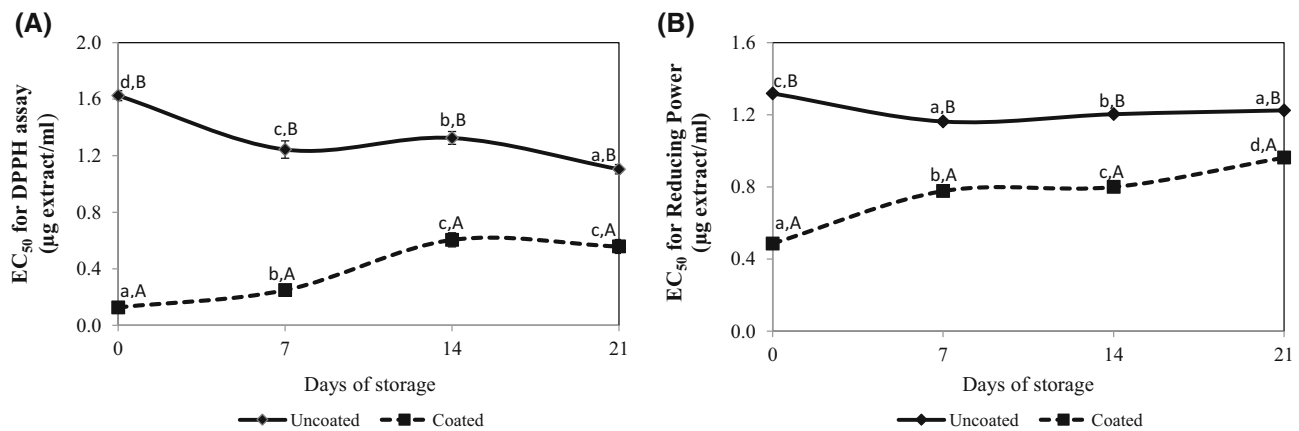 (A)
EC50 for DPPH assay
(µg extract/ml)
2.0
1.6
1.2
0.8
0.4
0.0
d,B
c,B
b,B
a,B
a,A
b,A
c,A
c,A
0 7 14 21
Days of storage
Uncoated Coated
(B)
EC50 for Reducing Power
(µg extract/ml)
1.6
1.2
0.8
0.4
0.0
c,B
a,B
b,B
a,B
a,A
b,A
c,A
d,A
0 7 14 21
Days of storage
Uncoated Coated